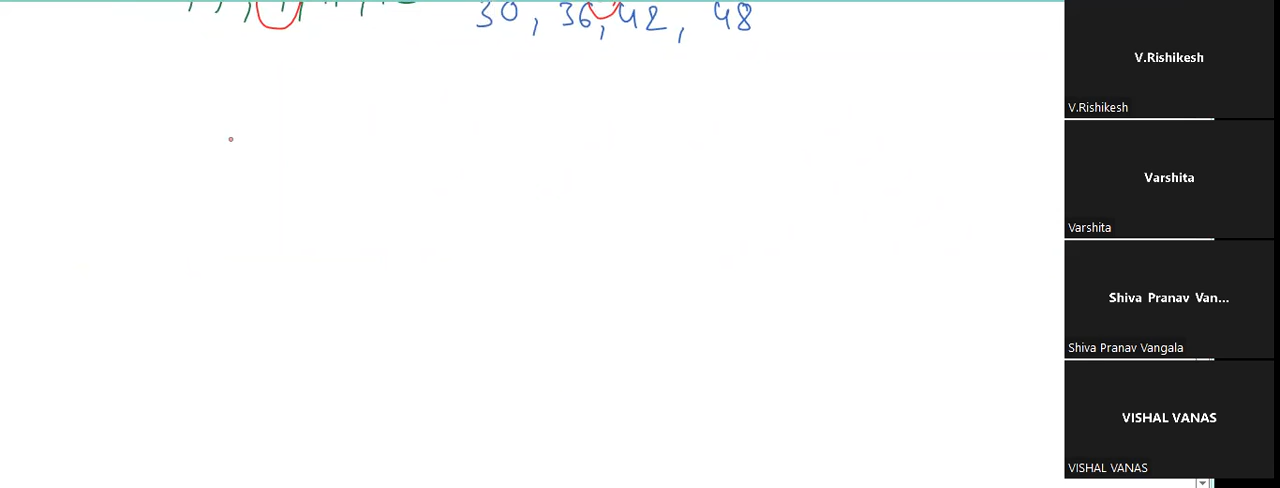 30, 36, 42, 48
V.Rishikesh
V.Rishikesh
Varshita
Varshita
Shiva Pranav Van...
Shiva Pranav Vangala
VISHAL VANAS
VISHAL VANAS